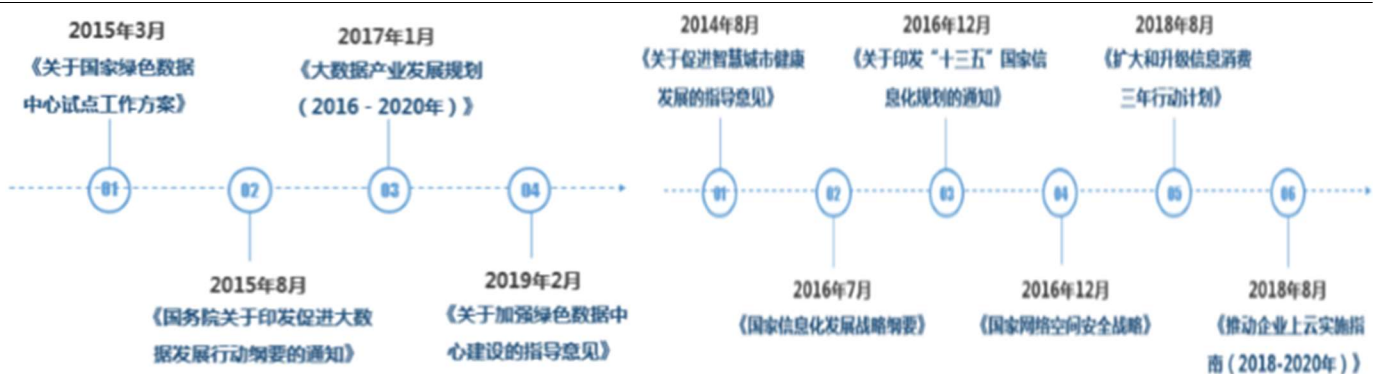 2015年3月
《关于国家绿色数据
中心试点工作方案》
2017年1月
《大数据产业发展规划
（2016 - 2020年）》
01
02
03
04
2015年8月
《国务院关于印发促进大数
据发展行动纲要的通知》
2019年2月
《关于加强绿色数据中
心建设的指导意见》
2014年8月
《关于促进智慧城市健康
发展的指导意见》
2016年12月
《关于印发“十三五”国家信
息化规划的通知》
2018年8月
《扩大和升级信息消费
三年行动计划》
01
02
03
04
05
06
2016年7月
《国家信息化发展战略纲要》
2016年12月
《国家网络空间安全战略》
2018年8月
《推动企业上云实施指
南（2018-2020年）》